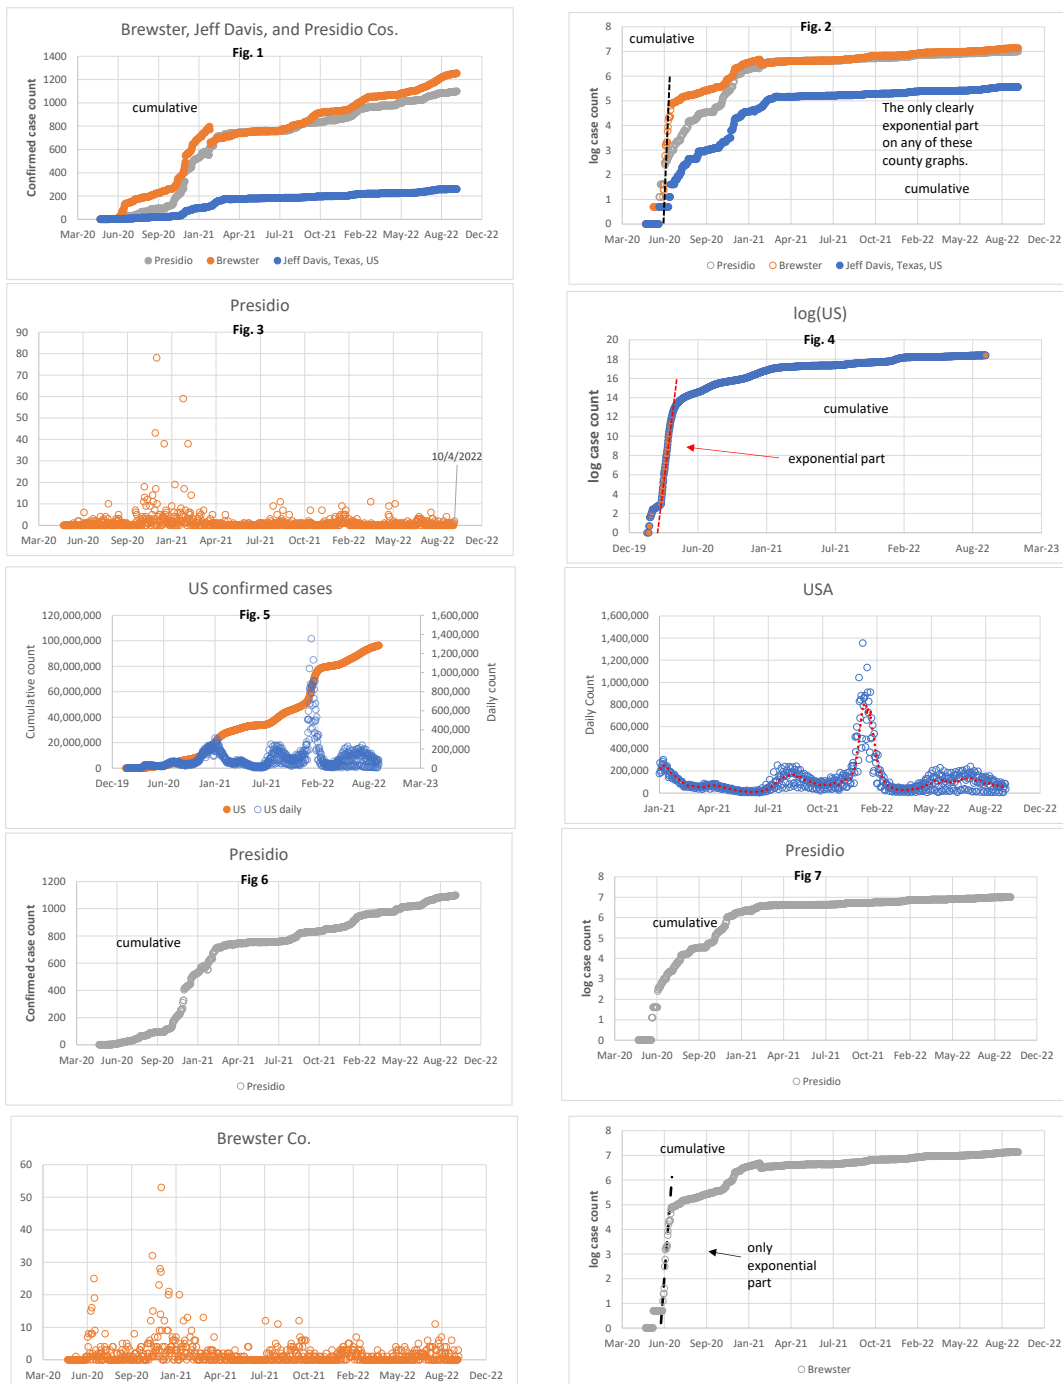 Brewster, Jeff Davis, and Presidio Cos.
Fig. 1
cumulative
Confirmed case count
1400
1200
1000
800
600
400
200
0
Mar-20 Jun-20 Sep-20 Jan-21 Apr-21 Jul-21 Oct-21 Feb-22 May-22 Aug-22 Dec-22
Presidio Brewster Jeff Davis, Texas, US
Fig. 2
cumulative
log case count
8
7
6
5
4
3
2
1
0
The only clearly
exponential part
on any of these
county graphs.
cumulative
Mar-20 Jun-20 Sep-20 Jan-21 Apr-21 Jul-21 Oct-21 Feb-22 May-22 Aug-22 Dec-22
Presidio Brewster Jeff Davis, Texas, US
Presidio
Fig. 3
90
80
70
60
50
40
30
20
10
0
10/4/2022
Mar-20 Jun-20 Sep-20 Jan-21 Apr-21 Jul-21 Oct-21 Feb-22 May-22 Aug-22 Dec-22
log(US)
Fig. 4
log case count
20
18
16
14
12
10
8
6
4
2
0
cumulative
exponential part
Dec-19 Jun-20 Jan-21 Jul-21 Feb-22 Aug-22 Mar-23
US confirmed cases
Fig. 5
Cumulative count
120,000,000
100,000,000
80,000,000
60,000,000
40,000,000
20,000,000
0
1,600,000
1,400,000
1,200,000
1,000,000
800,000
600,000
400,000
200,000
0
Daily count
Dec-19 Jun-20 Jan-21 Jul-21 Feb-22 Aug-22 Mar-23
US US daily
USA
Daily Count
1,600,000
1,400,000
1,200,000
1,000,000
800,000
600,000
400,000
200,000
0
Jan-21 Apr-21 Jul-21 Oct-21 Feb-22 May-22 Aug-22 Dec-22
Presidio
Fig 6
cumulative
Confirmed case count
1200
1000
800
600
400
200
0
Mar-20 Jun-20 Sep-20 Jan-21 Apr-21 Jul-21 Oct-21 Feb-22 May-22 Aug-22 Dec-22
Presidio
Presidio
Fig 7
cumulative
log case count
8
7
6
5
4
3
2
1
0
Mar-20 Jun-20 Sep-20 Jan-21 Apr-21 Jul-21 Oct-21 Feb-22 May-22 Aug-22 Dec-22
Presidio
Brewster Co.
60
50
40
30
20
10
0
Mar-20 Jun-20 Sep-20 Jan-21 Apr-21 Jul-21 Oct-21 Feb-22 May-22 Aug-22 Dec-22
cumulative
log case count
8
7
6
5
4
3
2
1
0
only
exponential
part
Mar-20 Jun-20 Sep-20 Jan-21 Apr-21 Jul-21 Oct-21 Feb-22 May-22 Aug-22 Dec-22
Brewster